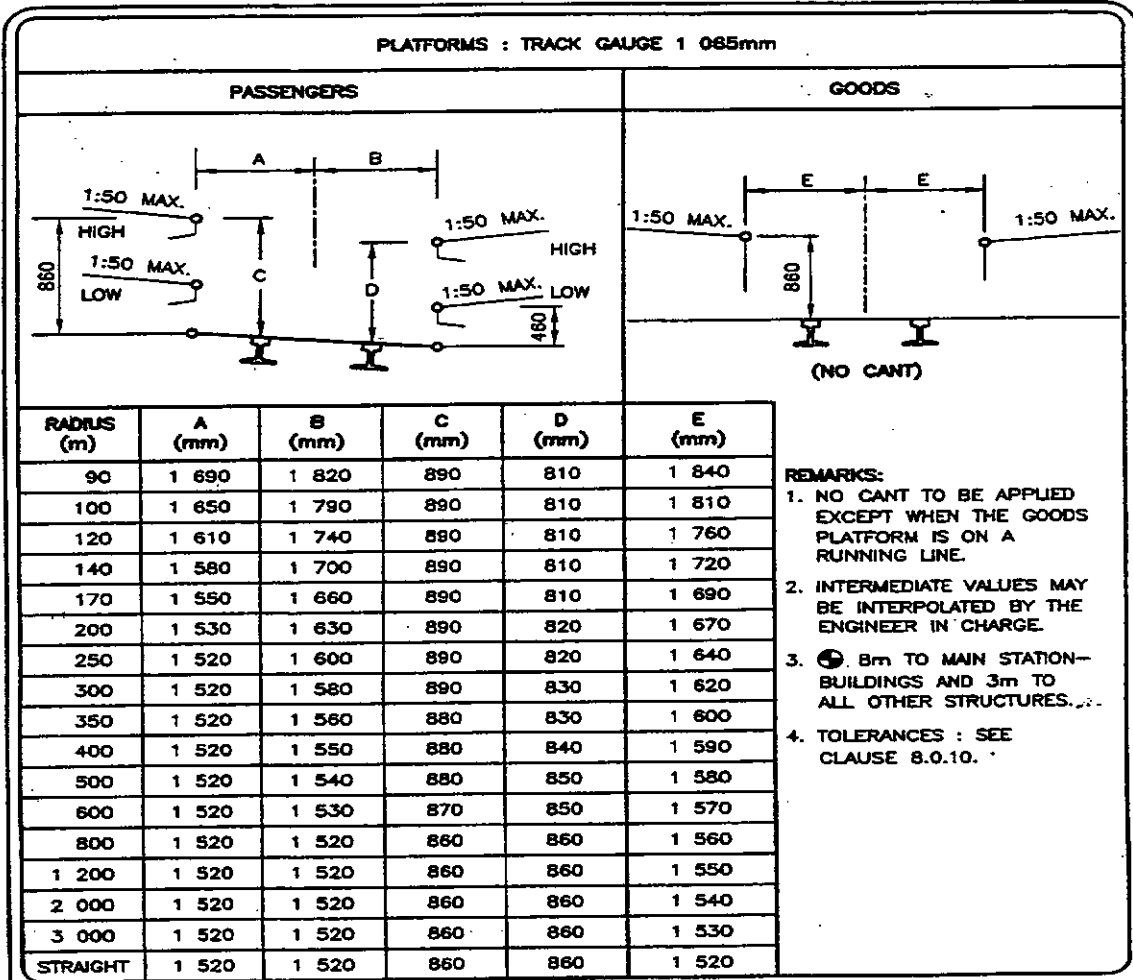 PLATFORMS : TRACK GAUGE 1 065mm
PASSENGERS
GOODS
A B
1:50 MAX.
HIGH
1:50 MAX.
LOW
860
C
D
1:50 MAX.
HIGH
1:50 MAX. LOW
460
E E
1:50 MAX.
1:50 MAX.
860
(NO CANT)
RADIUS (m) A (mm) B (mm) C (mm) D (mm) E (mm)
90 1 690 1 820 890 810 1 840
100 1 650 1 790 890 810 1 810
120 1 610 1 740 890 810 1 760
140 1 580 1 700 890 810 1 720
170 1 550 1 660 890 810 1 690
200 1 530 1 630 890 820 1 670
250 1 520 1 600 890 820 1 640
300 1 520 1 580 890 830 1 620
350 1 520 1 560 880 830 1 600
400 1 520 1 550 880 840 1 590
500 1 520 1 540 880 850 1 580
600 1 520 1 530 870 850 1 570
800 1 520 1 520 860 860 1 560
1 200 1 520 1 520 860 860 1 550
2 000 1 520 1 520 860 860 1 540
3 000 1 520 1 520 860 860 1 530
STRAIGHT 1 520 1 520 860 860 1 520
REMARKS:
1. NO CANT TO BE APPLIED
EXCEPT WHEN THE GOODS
PLATFORM IS ON A
RUNNING LINE.
2. INTERMEDIATE VALUES MAY
BE INTERPOLATED BY THE
ENGINEER IN CHARGE.
3. 8m TO MAIN STATION-
BUILDINGS AND 3m TO
ALL OTHER STRUCTURES.
4. TOLERANCES : SEE
CLAUSE 8.0.10.